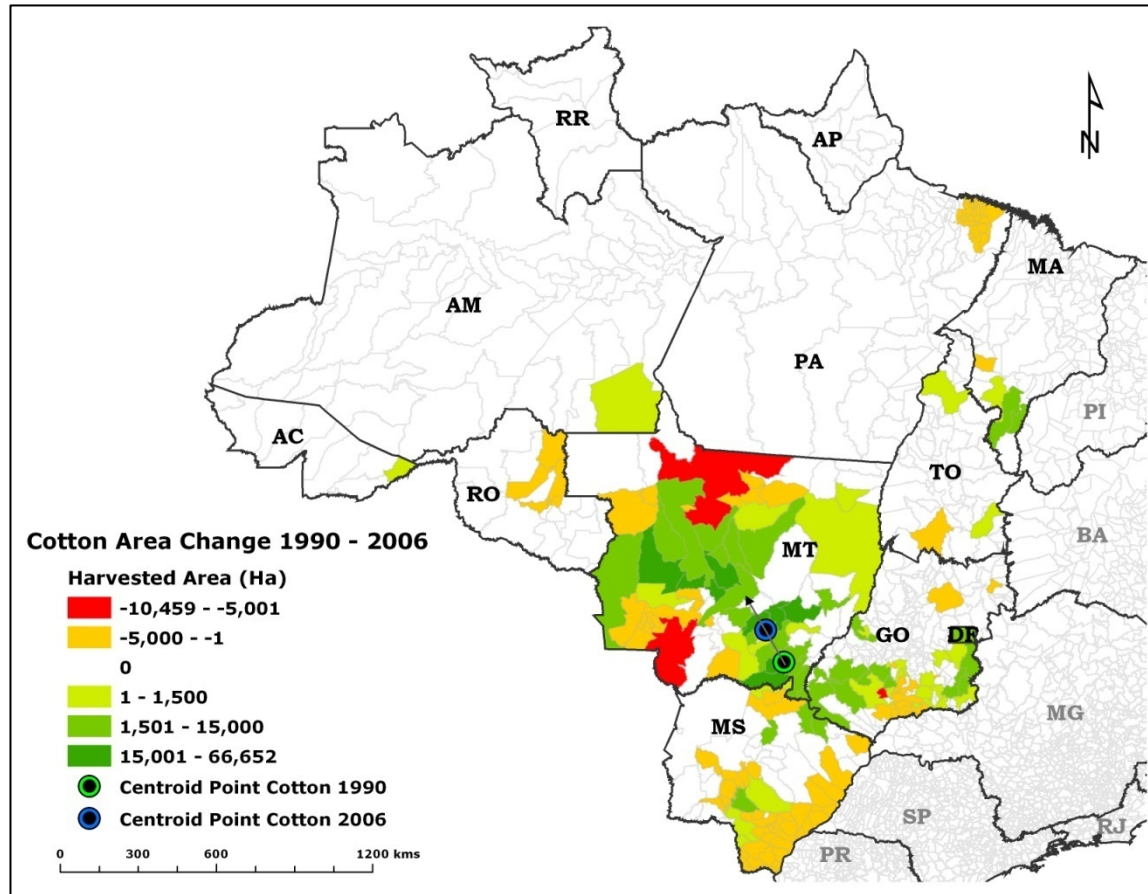 RR
AP
N
MA
AM
PA
PI
AC
RO
TO
BA
MT
GO
DF
MG
MS
SP
RJ
PR
Cotton Area Change 1990 - 2006
Harvested Area (Ha)
-10,459 - -5,001
-5,000 - -1
0
1 - 1,500
1,501 - 15,000
15,001 - 66,652
Centroid Point Cotton 1990
Centroid Point Cotton 2006
0 300 600 1200 kms